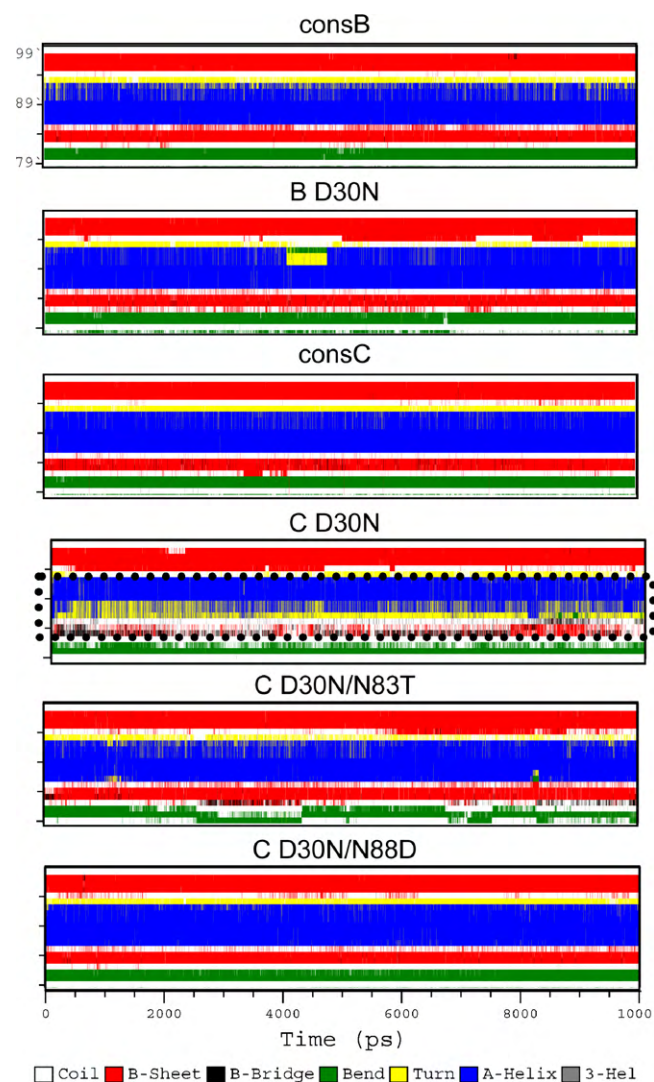 consB
99'
89'
79'
B D30N
consC
C D30N
C D30N/N83T
C D30N/N88D
0 2000 4000 6000 8000 1000
Time (ps)
Coil B-Sheet B-Bridge Bend Turn A-Helix 3-Hel